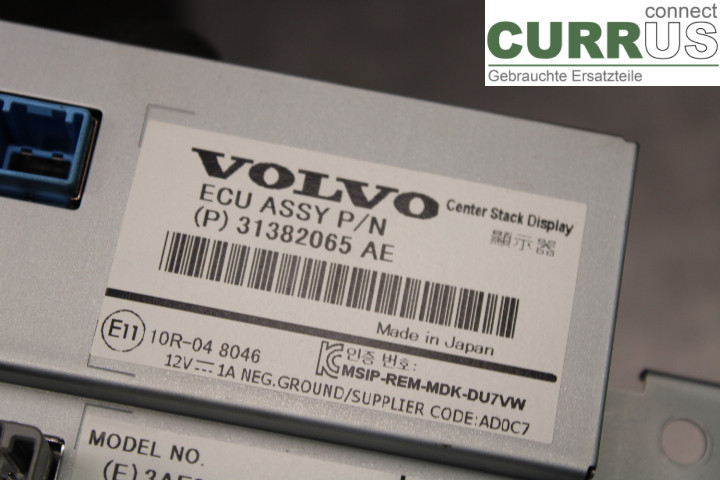 connect
CURRUS
Gebrauchte Ersatzteile
VOLVO
Center Stack Display
ECU ASSY P/N
顯示器
(P) 31382065 AE
Made in Japan
E11
10R-04 8046
인증 번호:
MSIP-REM-MDK-DU7VW
12V⎓1A NEG.GROUND/SUPPLIER CODE:AD0C7
MODEL NO.